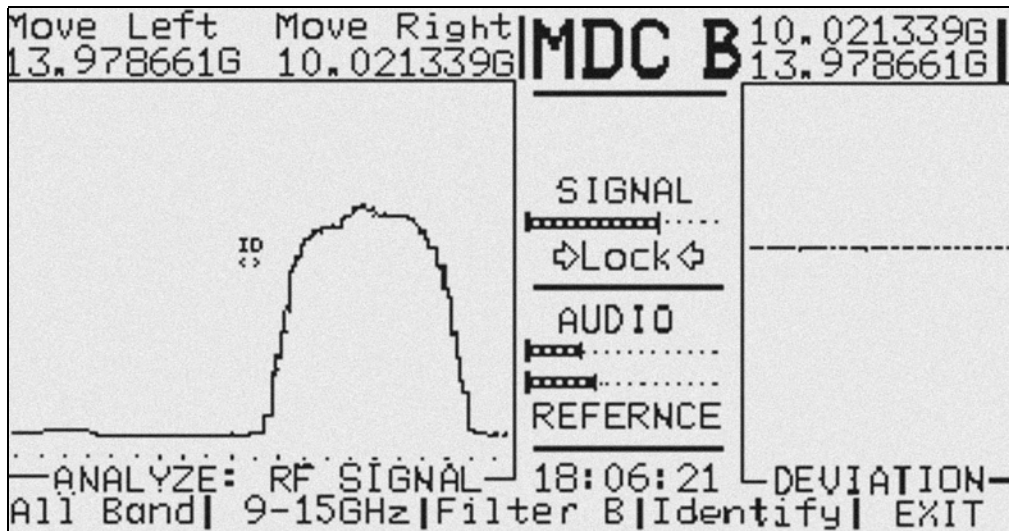 Move Left Move Right
13.978661G 10.021339G
MDC B
10.021339G
13.978661G
ID
<>
SIGNAL
Lock
AUDIO
REFERNCE
18:06:21
ANALYZE: RF SIGNAL
DEVIATION
All Band| 9-15GHz|Filter B|Identify| EXIT